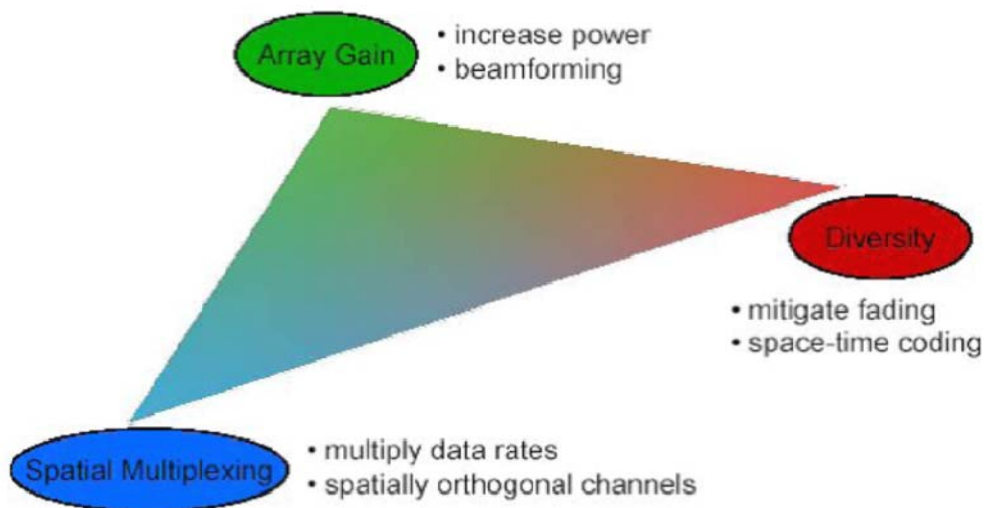 Array Gain
• increase power
• beamforming
Diversity
• mitigate fading
• space-time coding
Spatial Multiplexing
• multiply data rates
• spatially orthogonal channels